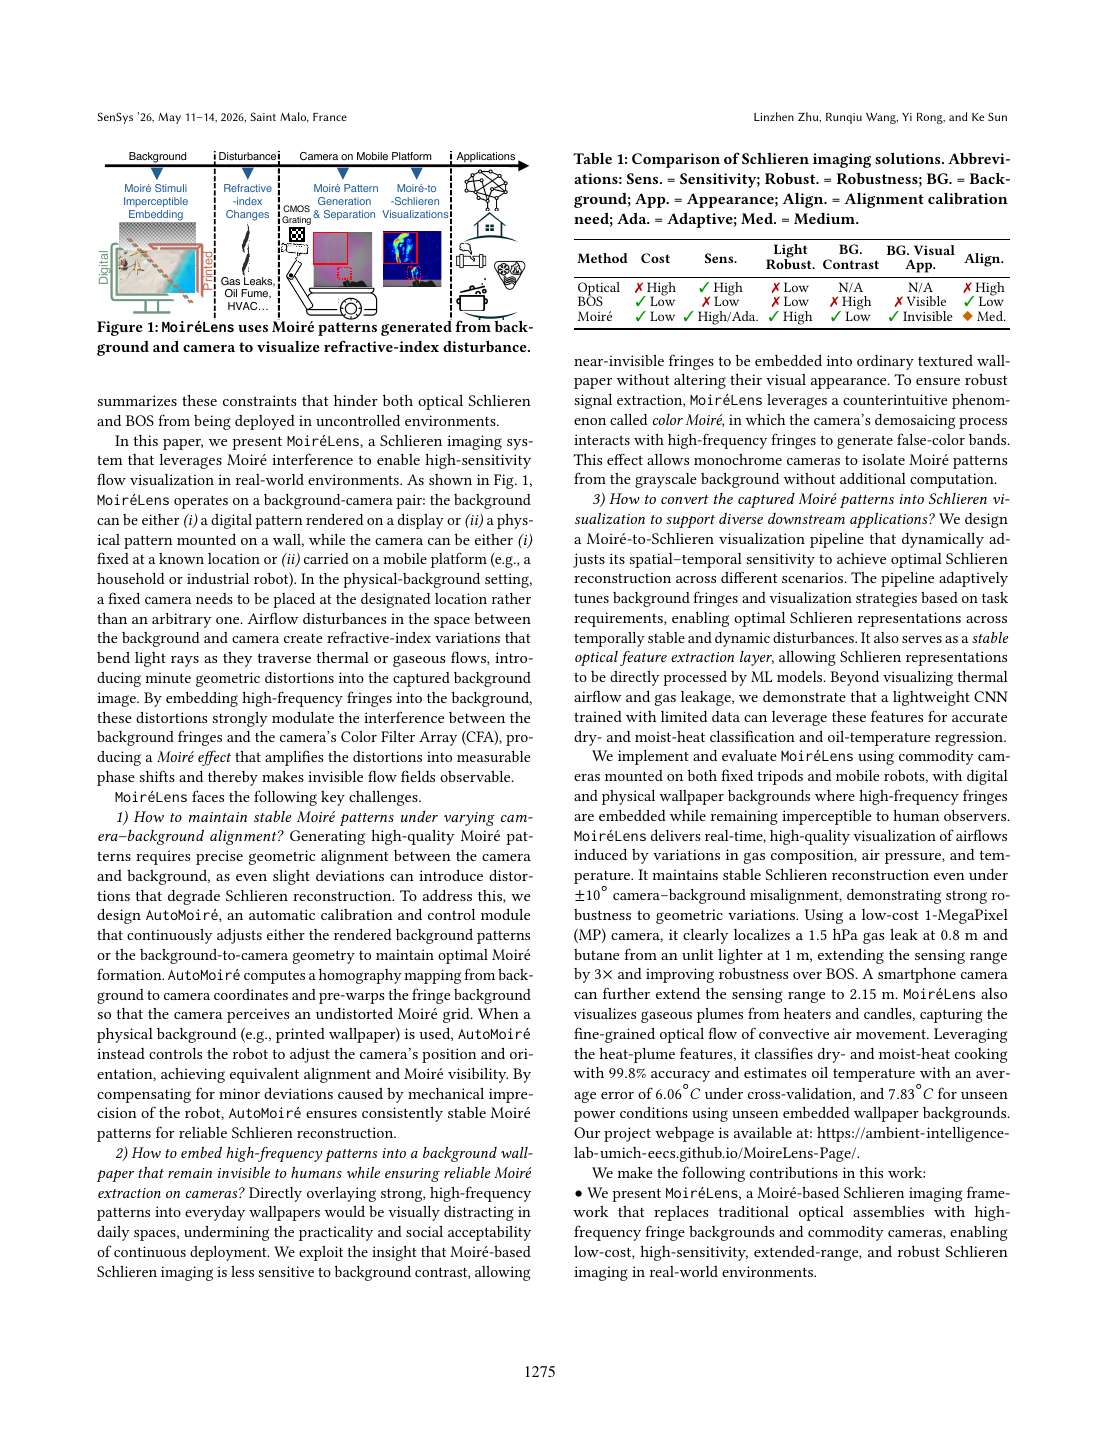 SenSys ’26, May 11–14, 2026, Saint Malo, France
Linzhen Zhu, Runqiu Wang, Yi Rong, and Ke Sun
Background
Disturbance
Camera on Mobile Platform
Applications
Moiré Stimuli
Imperceptible
Embedding
Refractive
-index
Changes
CMOS
Grating
Moiré Pattern
Generation
& Separation
Moiré-to
-Schlieren
Visualizations
Digital
Printed
Gas Leaks,
Oil Fume,
HVAC…
Figure 1: MoiréLens uses Moiré patterns generated from back-
ground and camera to visualize refractive-index disturbance.
summarizes these constraints that hinder both optical Schlieren
and BOS from being deployed in uncontrolled environments.
In this paper, we present MoiréLens, a Schlieren imaging sys-
tem that leverages Moiré interference to enable high-sensitivity
flow visualization in real-world environments. As shown in Fig. 1,
MoiréLens operates on a background-camera pair: the background
can be either (i) a digital pattern rendered on a display or (ii) a phys-
ical pattern mounted on a wall, while the camera can be either (i)
fixed at a known location or (ii) carried on a mobile platform (e.g., a
household or industrial robot). In the physical-background setting,
a fixed camera needs to be placed at the designated location rather
than an arbitrary one. Airflow disturbances in the space between
the background and camera create refractive-index variations that
bend light rays as they traverse thermal or gaseous flows, intro-
ducing minute geometric distortions into the captured background
image. By embedding high-frequency fringes into the background,
these distortions strongly modulate the interference between the
background fringes and the camera’s Color Filter Array (CFA), pro-
ducing a Moiré effect that amplifies the distortions into measurable
phase shifts and thereby makes invisible flow fields observable.
MoiréLens faces the following key challenges.
1) How to maintain stable Moiré patterns under varying cam-
era–background alignment? Generating high-quality Moiré pat-
terns requires precise geometric alignment between the camera
and background, as even slight deviations can introduce distor-
tions that degrade Schlieren reconstruction. To address this, we
design AutoMoiré, an automatic calibration and control module
that continuously adjusts either the rendered background patterns
or the background-to-camera geometry to maintain optimal Moiré
formation. AutoMoiré computes a homography mapping from back-
ground to camera coordinates and pre-warps the fringe background
so that the camera perceives an undistorted Moiré grid. When a
physical background (e.g., printed wallpaper) is used, AutoMoiré
instead controls the robot to adjust the camera’s position and ori-
entation, achieving equivalent alignment and Moiré visibility. By
compensating for minor deviations caused by mechanical impre-
cision of the robot, AutoMoiré ensures consistently stable Moiré
patterns for reliable Schlieren reconstruction.
2) How to embed high-frequency patterns into a background wall-
paper that remain invisible to humans while ensuring reliable Moiré
extraction on cameras? Directly overlaying strong, high-frequency
patterns into everyday wallpapers would be visually distracting in
daily spaces, undermining the practicality and social acceptability
of continuous deployment. We exploit the insight that Moiré-based
Schlieren imaging is less sensitive to background contrast, allowing
Table 1: Comparison of Schlieren imaging solutions. Abbrevi-
ations: Sens. = Sensitivity; Robust. = Robustness; BG. = Back-
ground; App. = Appearance; Align. = Alignment calibration
need; Ada. = Adaptive; Med. = Medium.
Method Cost Sens. Light Robust. BG. Contrast BG. Visual App. Align.
Optical ✗ High ✓ High ✗ Low N/A N/A ✗ High
BOS ✓ Low ✗ Low ✗ Low ✗ High ✗ Visible ✓ Low
Moiré ✓ Low ✓ High/Ada. ✓ High ✓ Low ✓ Invisible ◆ Med.
near-invisible fringes to be embedded into ordinary textured wall-
paper without altering their visual appearance. To ensure robust
signal extraction, MoiréLens leverages a counterintuitive phenom-
enon called color Moiré, in which the camera’s demosaicing process
interacts with high-frequency fringes to generate false-color bands.
This effect allows monochrome cameras to isolate Moiré patterns
from the grayscale background without additional computation.
3) How to convert the captured Moiré patterns into Schlieren vi-
sualization to support diverse downstream applications? We design
a Moiré-to-Schlieren visualization pipeline that dynamically ad-
justs its spatial–temporal sensitivity to achieve optimal Schlieren
reconstruction across different scenarios. The pipeline adaptively
tunes background fringes and visualization strategies based on task
requirements, enabling optimal Schlieren representations across
temporally stable and dynamic disturbances. It also serves as a stable
optical feature extraction layer, allowing Schlieren representations
to be directly processed by ML models. Beyond visualizing thermal
airflow and gas leakage, we demonstrate that a lightweight CNN
trained with limited data can leverage these features for accurate
dry- and moist-heat classification and oil-temperature regression.
We implement and evaluate MoiréLens using commodity cam-
eras mounted on both fixed tripods and mobile robots, with digital
and physical wallpaper backgrounds where high-frequency fringes
are embedded while remaining imperceptible to human observers.
MoiréLens delivers real-time, high-quality visualization of airflows
induced by variations in gas composition, air pressure, and tem-
perature. It maintains stable Schlieren reconstruction even under
±10° camera–background misalignment, demonstrating strong ro-
bustness to geometric variations. Using a low-cost 1-MegaPixel
(MP) camera, it clearly localizes a 1.5 hPa gas leak at 0.8 m and
butane from an unlit lighter at 1 m, extending the sensing range
by 3× and improving robustness over BOS. A smartphone camera
can further extend the sensing range to 2.15 m. MoiréLens also
visualizes gaseous plumes from heaters and candles, capturing the
fine-grained optical flow of convective air movement. Leveraging
the heat-plume features, it classifies dry- and moist-heat cooking
with 99.8% accuracy and estimates oil temperature with an aver-
age error of 6.06°C under cross-validation, and 7.83°C for unseen
power conditions using unseen embedded wallpaper backgrounds.
Our project webpage is available at: https://ambient-intelligence-
lab-umich-eecs.github.io/MoireLens-Page/.
We make the following contributions in this work:
• We present MoiréLens, a Moiré-based Schlieren imaging frame-
work that replaces traditional optical assemblies with high-
frequency fringe backgrounds and commodity cameras, enabling
low-cost, high-sensitivity, extended-range, and robust Schlieren
imaging in real-world environments.
1275